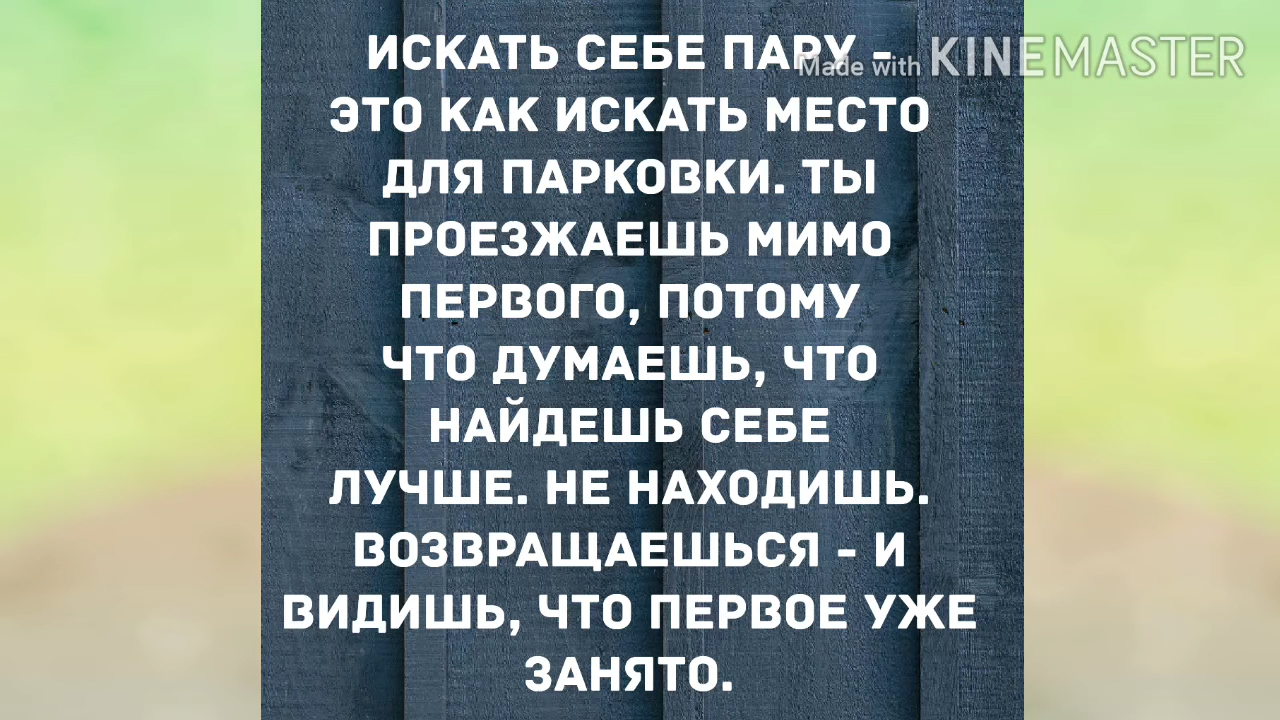 ИСКАТЬ СЕБЕ ПАРУ -
Made with KINEMASTER
ЭТО КАК ИСКАТЬ МЕСТО
ДЛЯ ПАРКОВКИ. ТЫ
ПРОЕЗЖАЕШЬ МИМО
ПЕРВОГО, ПОТОМУ
ЧТО ДУМАЕШЬ, ЧТО
НАЙДЕШЬ СЕБЕ
ЛУЧШЕ. НЕ НАХОДИШЬ.
ВОЗВРАЩАЕШЬСЯ - И
ВИДИШЬ, ЧТО ПЕРВОЕ УЖЕ
ЗАНЯТО.